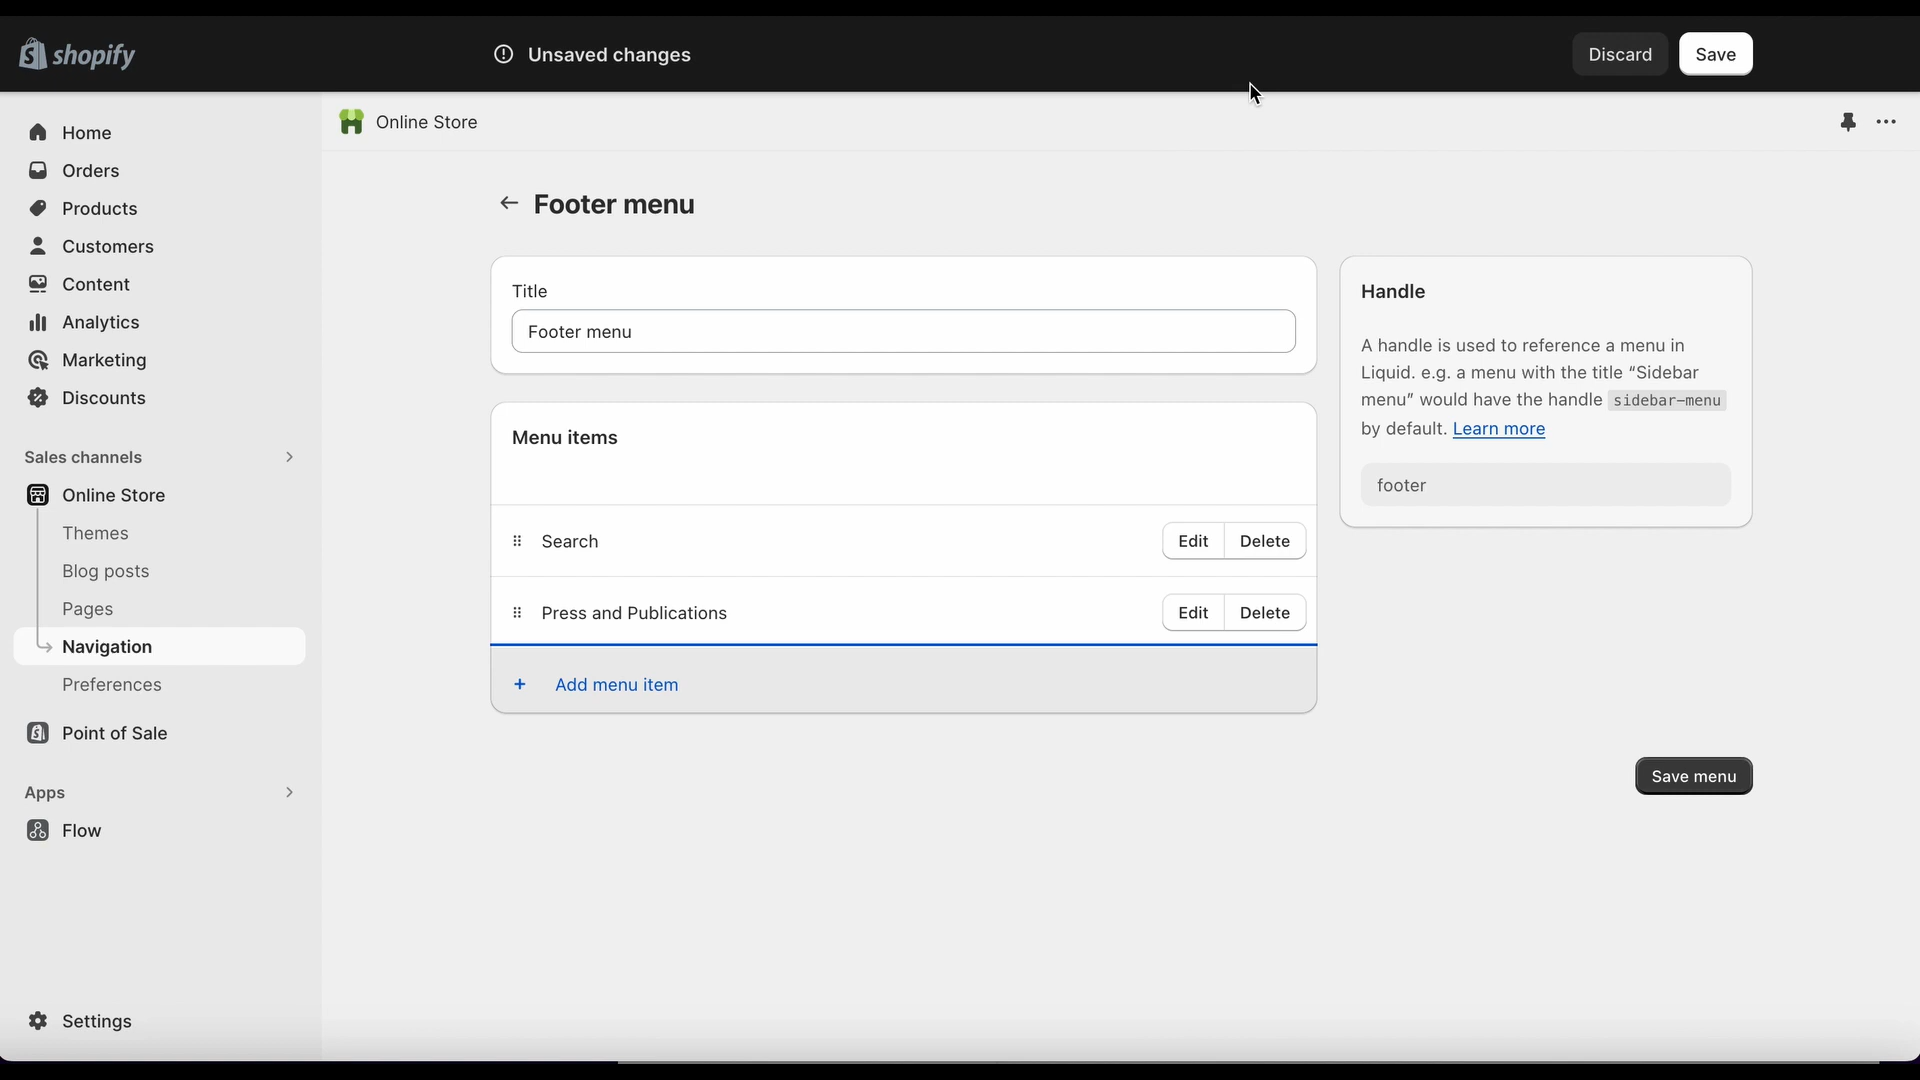 shopify
Unsaved changes
Discard
Save
Home
Orders
Products
Customers
Content
Analytics
Marketing
Discounts
Sales channels
Online Store
Themes
Blog posts
Pages
Navigation
Preferences
Point of Sale
Apps
Flow
Settings
Online Store
Footer menu
Title
Footer menu
Menu items
Search
Edit
Delete
Press and Publications
Edit
Delete
+ Add menu item
Handle
A handle is used to reference a menu in
Liquid. e.g. a menu with the title “Sidebar
menu” would have the handle sidebar-menu
by default. Learn more
footer
Save menu